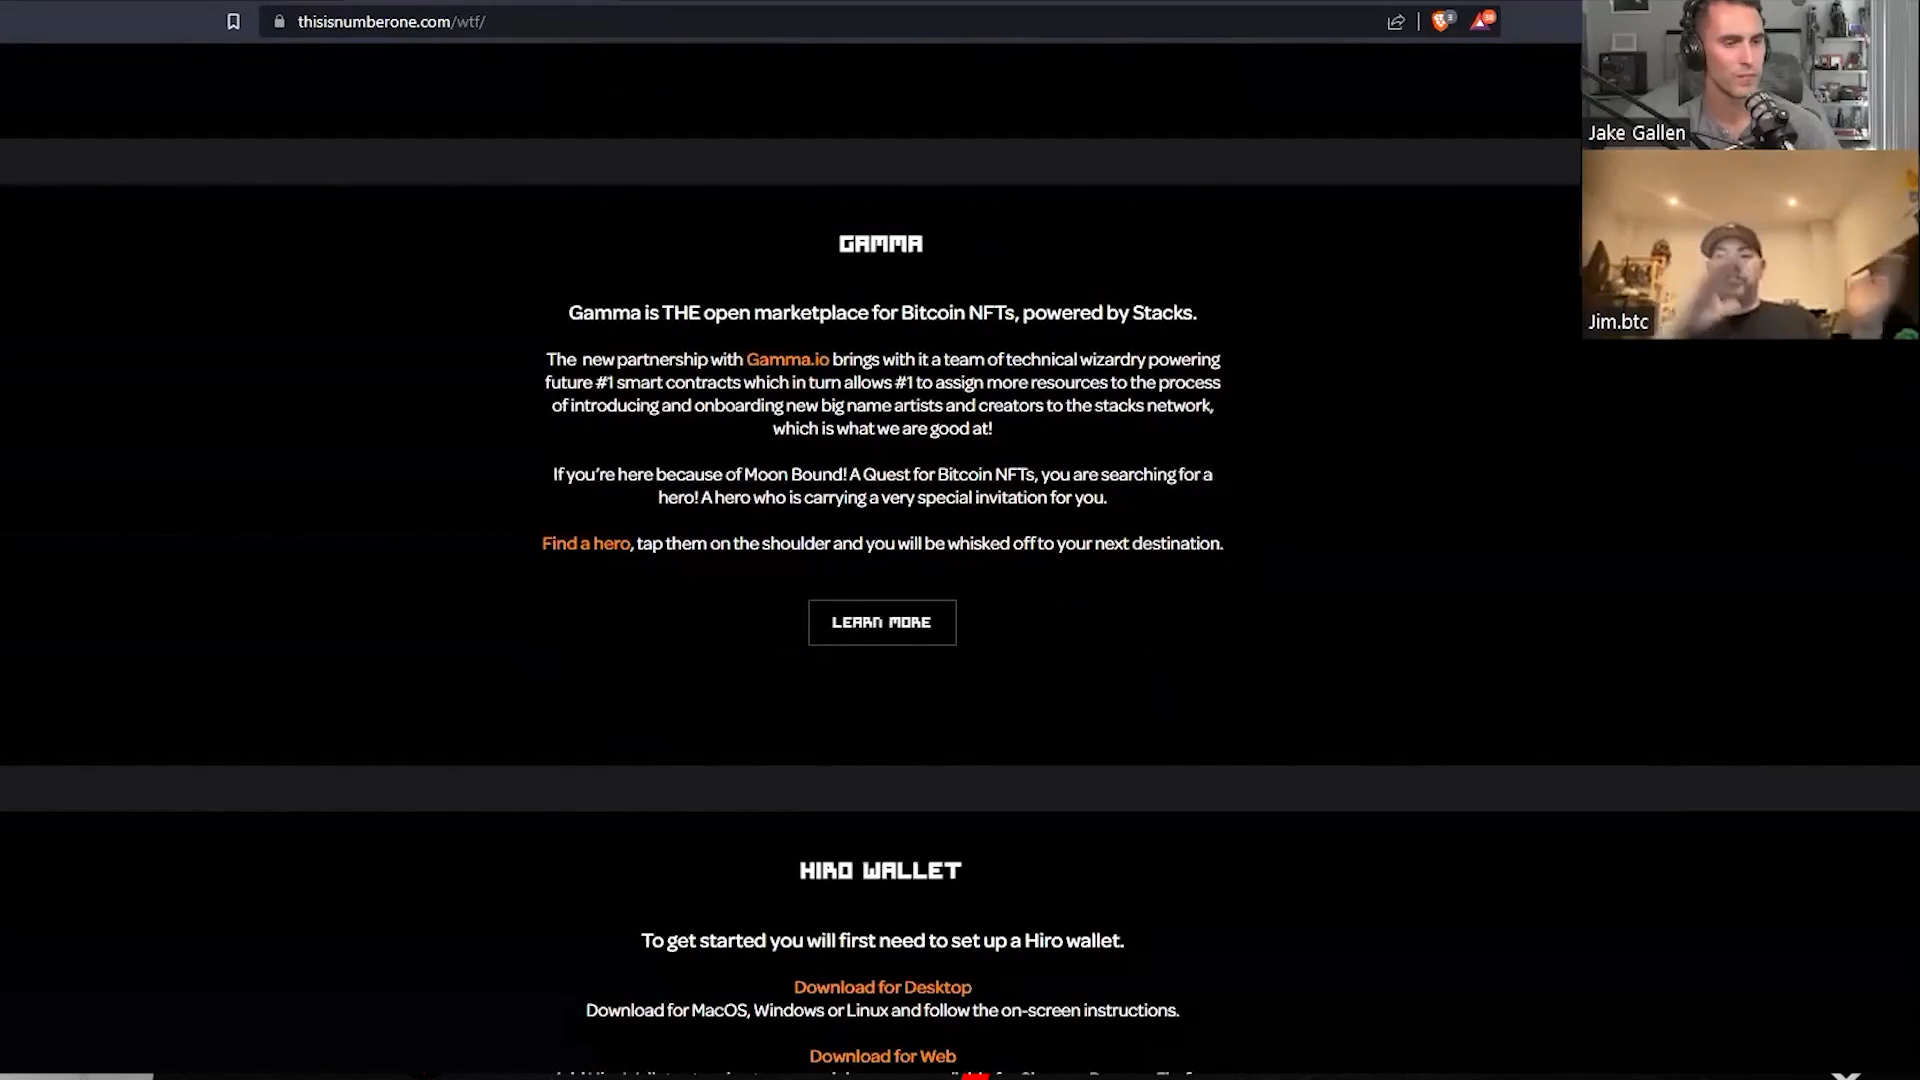 thisisnumberone.com/wtf/
3
38
Jake Gallen
Jim.btc
GAMMA
Gamma is THE open marketplace for Bitcoin NFTs, powered by Stacks.
The new partnership with Gamma.io brings with it a team of technical wizardry powering
future #1 smart contracts which in turn allows #1 to assign more resources to the process
of introducing and onboarding new big name artists and creators to the stacks network,
which is what we are good at!
If you're here because of Moon Bound! A Quest for Bitcoin NFTs, you are searching for a
hero! A hero who is carrying a very special invitation for you.
Find a hero, tap them on the shoulder and you will be whisked off to your next destination.
LEARN MORE
HIRO WALLET
To get started you will first need to set up a Hiro wallet.
Download for Desktop
Download for MacOS, Windows or Linux and follow the on-screen instructions.
Download for Web